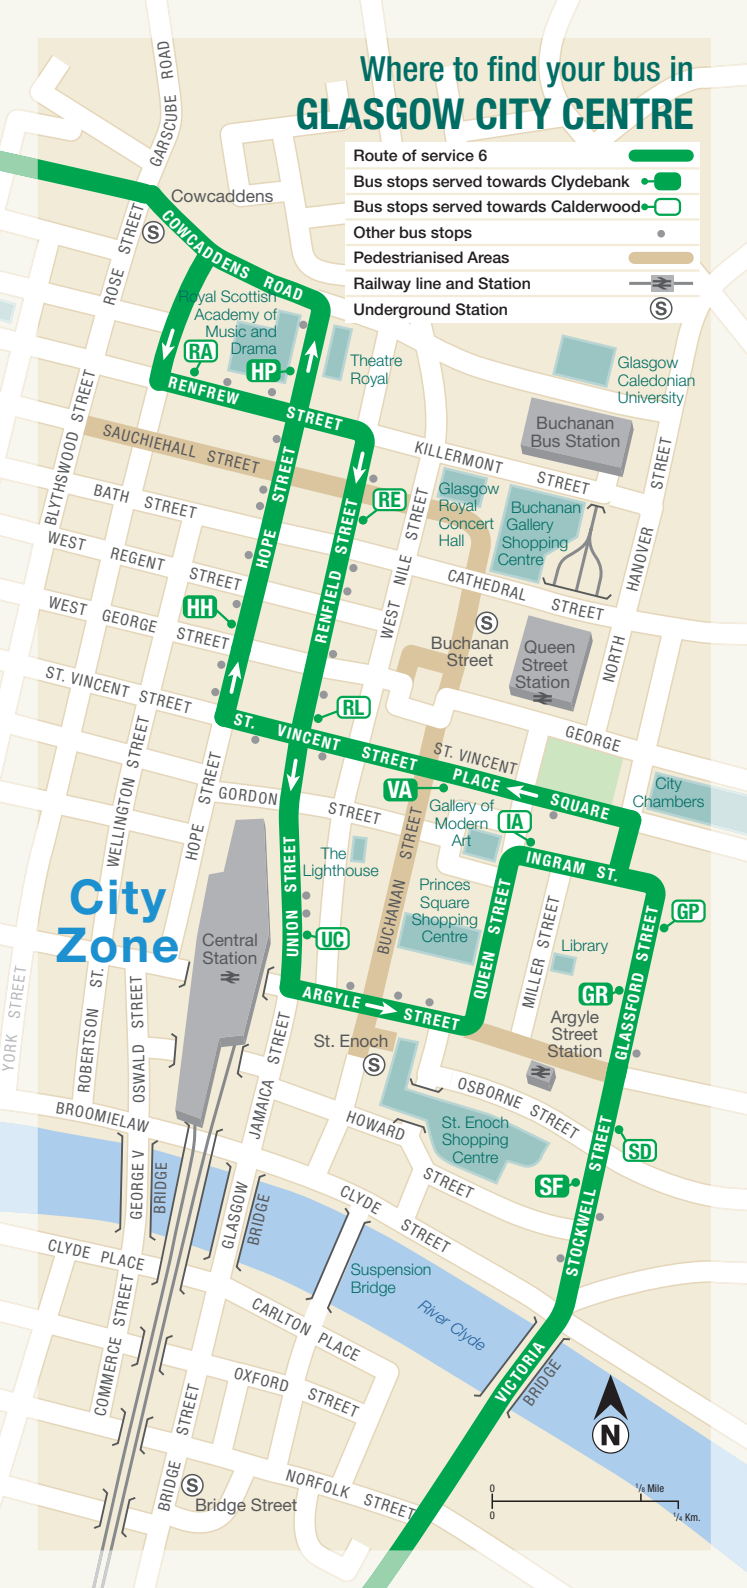 Where to find your bus in
GLASGOW CITY CENTRE
Route of service 6
Bus stops served towards Clydebank
Bus stops served towards Calderwood
Other bus stops
Pedestrianised Areas
Railway line and Station
Underground Station
S
GARSCUBE ROAD
Cowcaddens
S
ROSE STREET
COWCADDENS ROAD
Royal Scottish
Academy of
Music and
Drama
RA
HP
Theatre
Royal
RENFREW STREET
Glasgow
Caledonian
University
Buchanan
Bus Station
SAUCHIEHALL STREET
BLYTHSWOOD STREET
KILLERMONT STREET
BATH STREET
HOPE STREET
RE
Glasgow
Royal
Concert
Hall
Buchanan
Gallery
Shopping
Centre
HANOVER STREET
NORTH
WEST REGENT STREET
RENFIELD STREET
WEST NILE STREET
CATHEDRAL STREET
HH
WEST GEORGE STREET
S
Buchanan
Street
Queen
Street
Station
ST. VINCENT STREET
RL
ST. VINCENT STREET
ST. VINCENT
PLACE
GEORGE
SQUARE
City
Chambers
WELLINGTON STREET
HOPE STREET
GORDON STREET
VA
Gallery of
Modern
Art
IA
INGRAM ST.
The
Lighthouse
UNION STREET
BUCHANAN STREET
Princes
Square
Shopping
Centre
QUEEN STREET
MILLER STREET
GLASSFORD STREET
GP
City
Zone
Central
Station
UC
Library
GR
YORK STREET
ROBERTSON ST.
OSWALD STREET
ARGYLE STREET
Argyle
Street
Station
St. Enoch
S
JAMAICA STREET
OSBORNE STREET
BROOMIELAW
HOWARD STREET
St. Enoch
Shopping
Centre
SD
SF
STOCKWELL STREET
GEORGE V
BRIDGE
GLASGOW
BRIDGE
CLYDE STREET
CLYDE PLACE
Suspension
Bridge
River Clyde
CARLTON PLACE
COMMERCE STREET
VICTORIA
BRIDGE
OXFORD STREET
BRIDGE STREET
S
Bridge Street
NORFOLK STREET
N
0
1/8 Mile
0
1/4 Km.